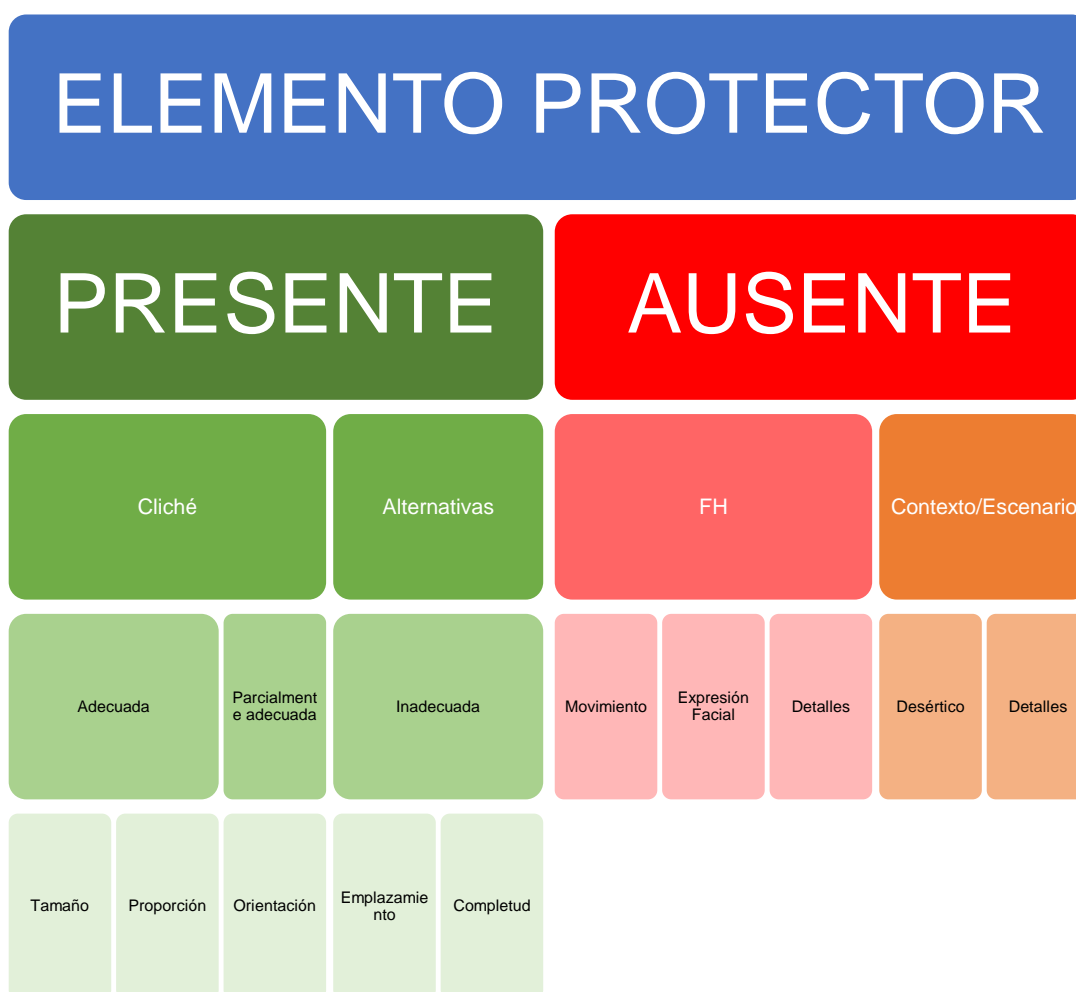 ELEMENTO PROTECTOR
PRESENTE
AUSENTE
Cliché
Alternativas
FH
Contexto/Escenario
Adecuada
Parcialment
e adecuada
Inadecuada
Movimiento
Expresión
Facial
Detalles
Desértico
Detalles
Tamaño
Proporción
Orientación
Emplazamie
nto
Completud